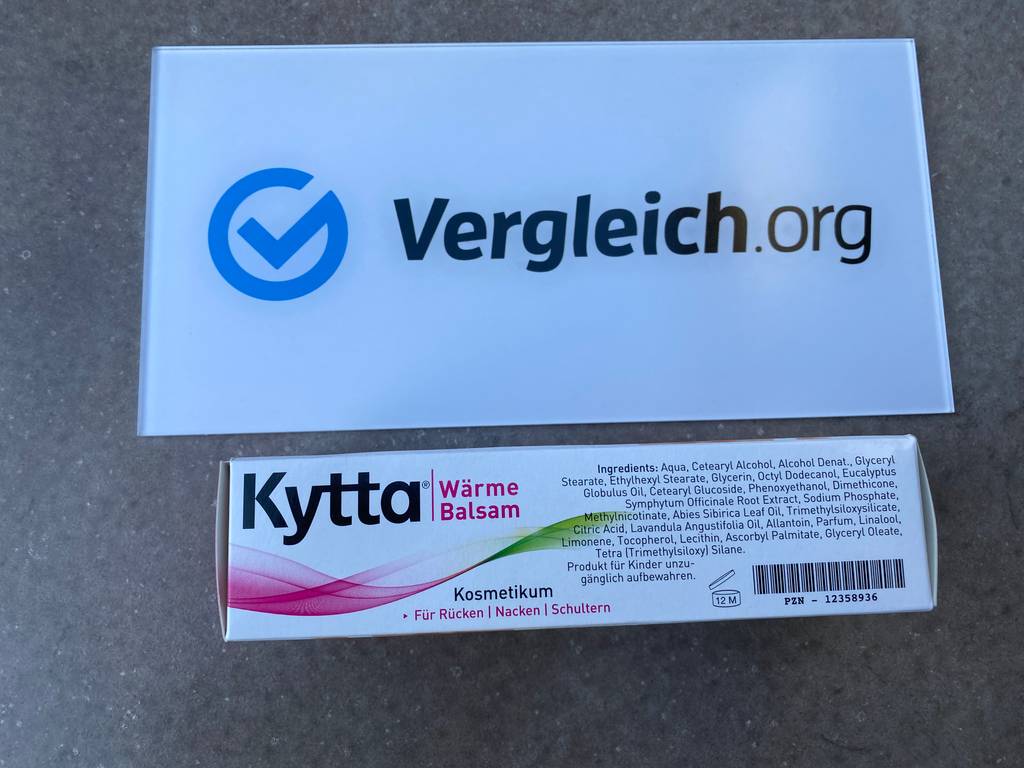 Vergleich.org
Kytta®
Wärme
Balsam
Kosmetikum
▸ Für Rücken | Nacken | Schultern
Ingredients: Aqua, Cetearyl Alcohol, Alcohol Denat., Glyceryl
Stearate, Ethylhexyl Stearate, Glycerin, Octyl Dodecanol, Eucalyptus
Globulus Oil, Cetearyl Glucoside, Phenoxyethanol, Dimethicone,
Symphytum Officinale Root Extract, Sodium Phosphate,
Methylnicotinate, Abies Sibirica Leaf Oil, Trimethylsiloxysilicate,
Citric Acid, Lavandula Angustifolia Oil, Allantoin, Parfum, Linalool,
Limonene, Tocopherol, Lecithin, Ascorbyl Palmitate, Glyceryl Oleate,
Tetra (Trimethylsiloxy) Silane.
Produkt für Kinder unzu-
gänglich aufbewahren.
12 M
PZN - 12358936